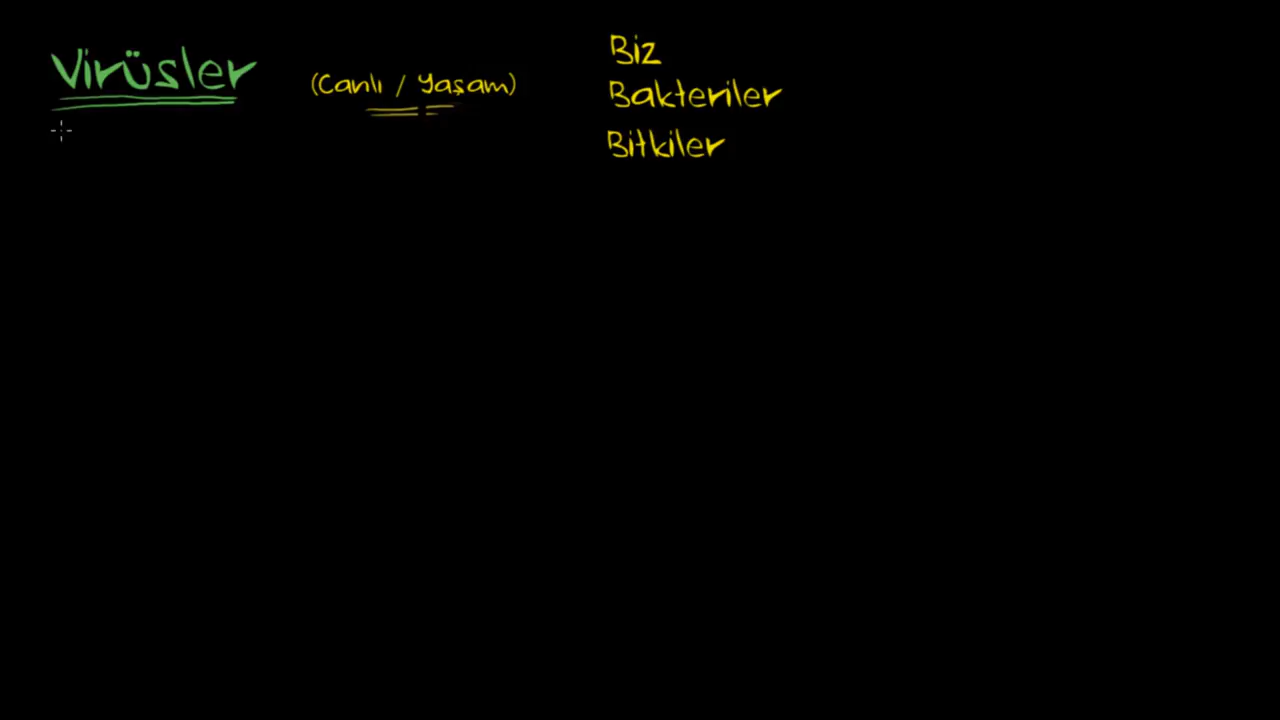 Virüsler
(Canlı / Yaşam)
Biz
Bakteriler
Bitkiler